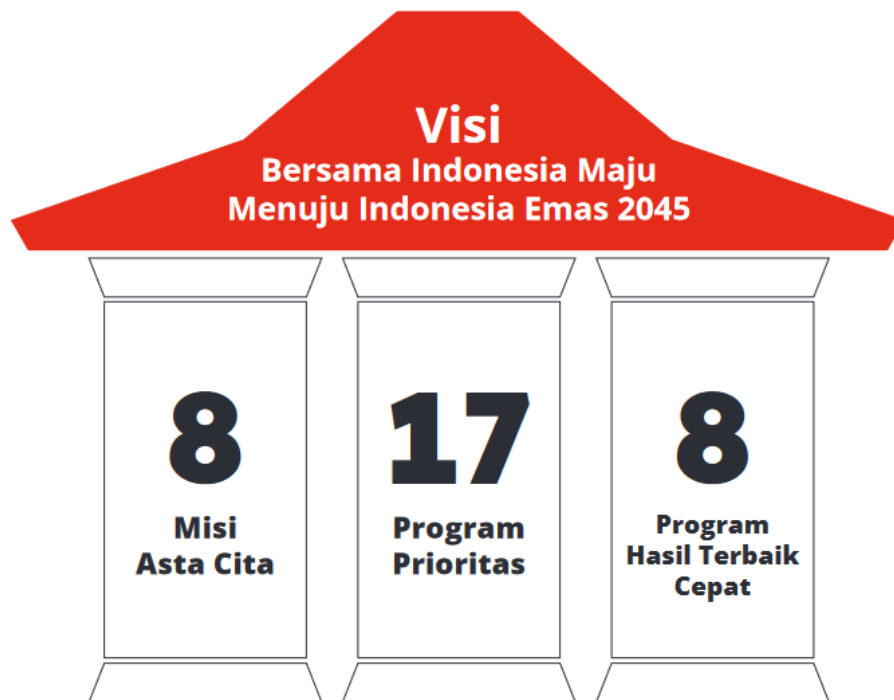 Visi
Bersama Indonesia Maju
Menuju Indonesia Emas 2045
8
Misi
Asta Cita
17
Program
Prioritas
8
Program
Hasil Terbaik
Cepat